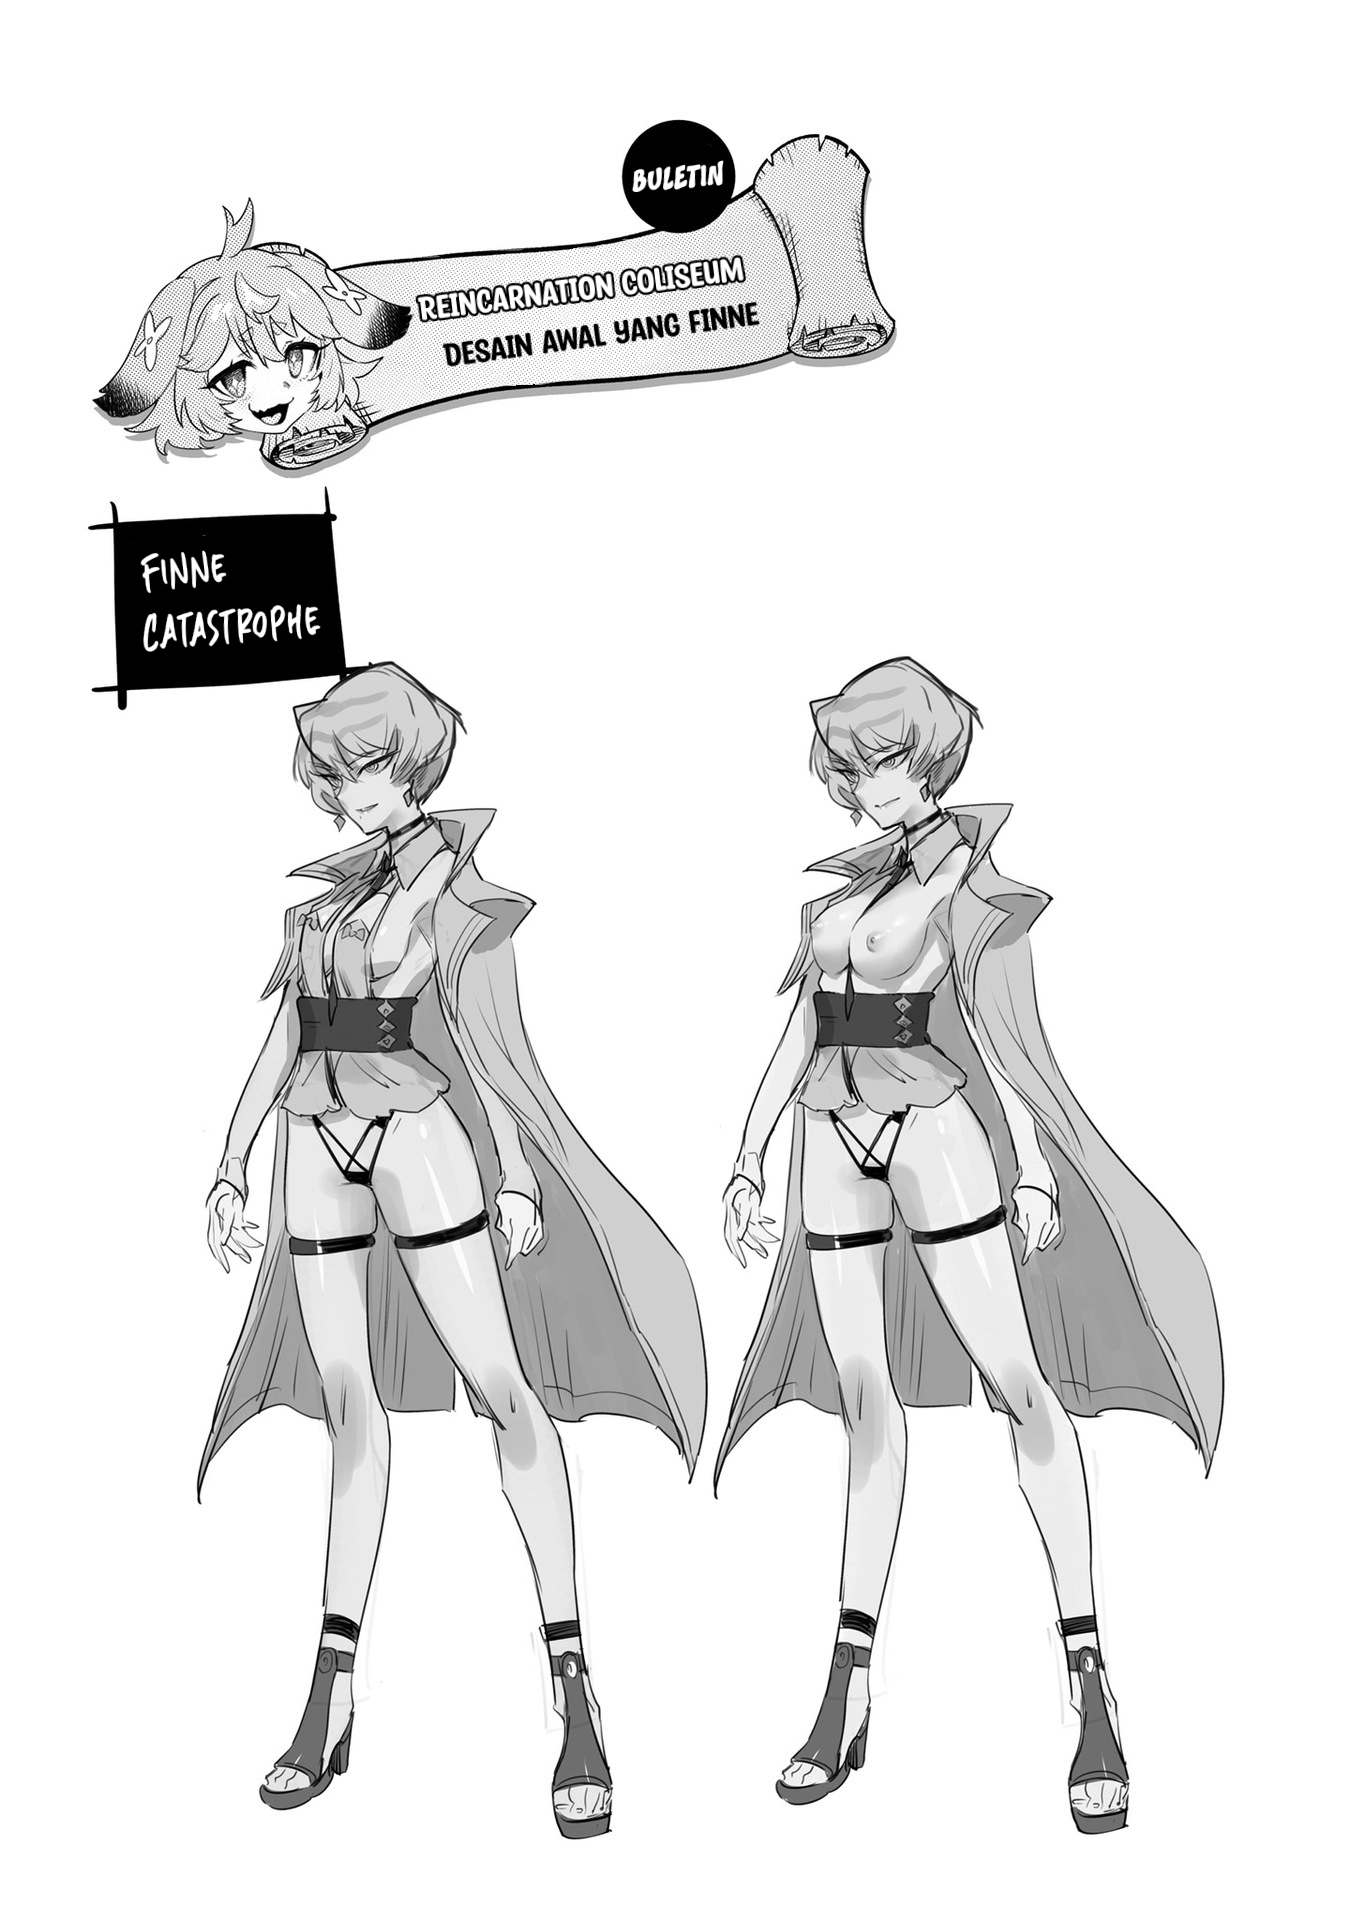 BULETIN
REINCARNATION COLISEUM
DESAIN AWAL YANG FINNE
FINNE
CATASTROPHE